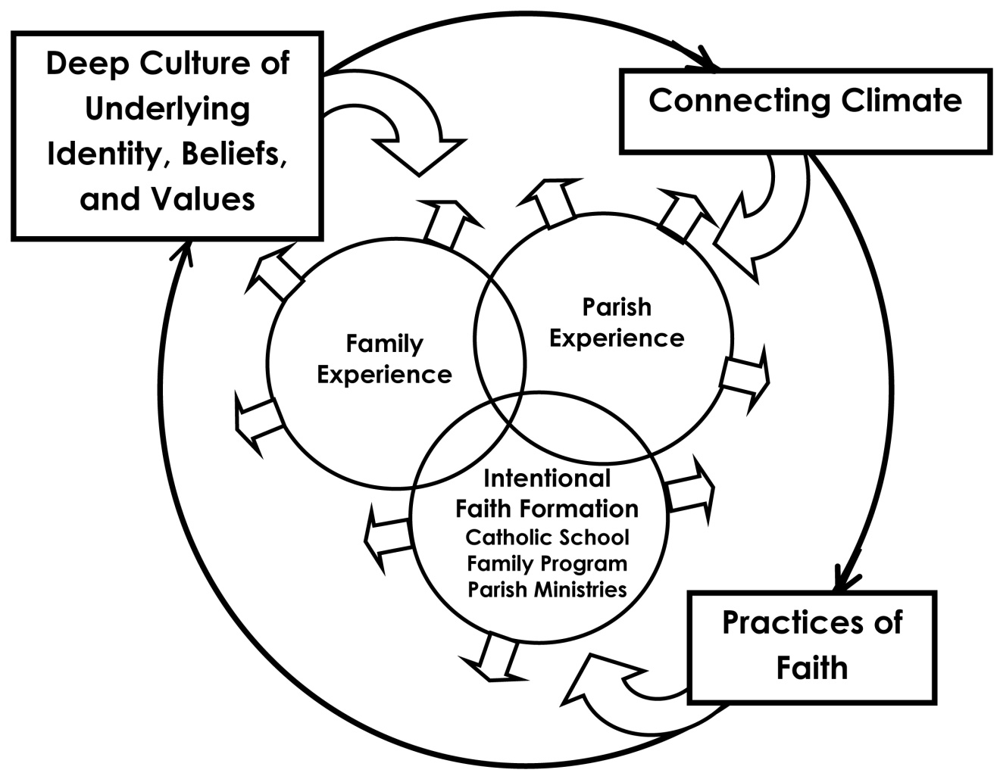 Deep Culture of
Underlying
Identity, Beliefs,
and Values
Connecting Climate
Parish
Experience
Family
Experience
Intentional
Faith Formation
Catholic School
Family Program
Parish Ministries
Practices of
Faith